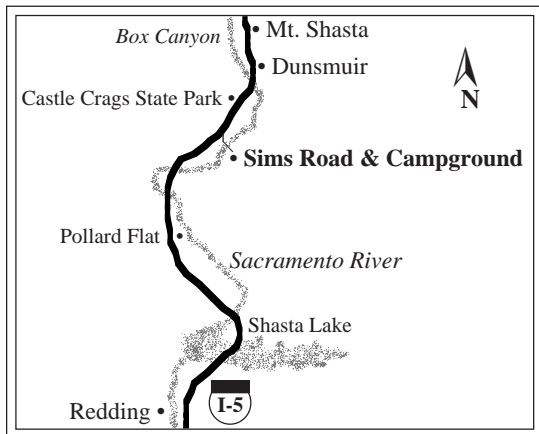 Box Canyon
Mt. Shasta
Dunsmuir
N
Castle Crags State Park
Sims Road & Campground
Pollard Flat
Sacramento River
Shasta Lake
I-5
Redding